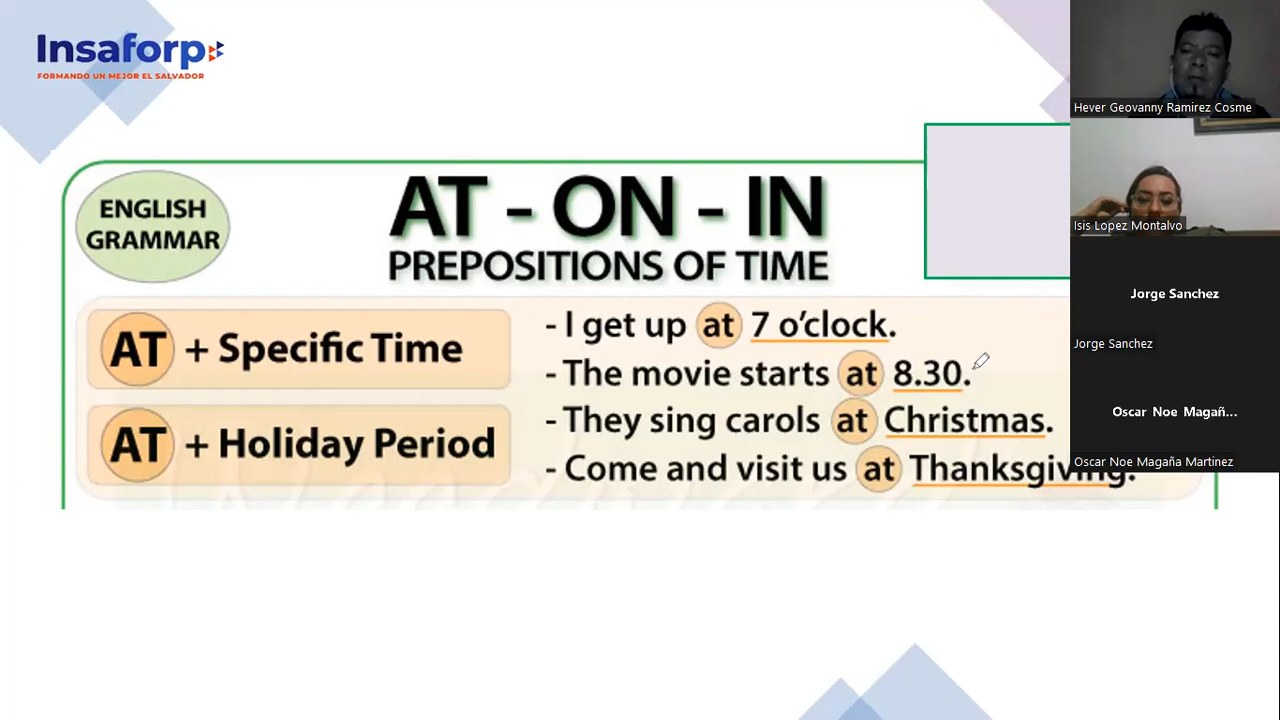 Insaforp
FORMANDO UN MEJOR EL SALVADOR
ENGLISH
GRAMMAR
AT - ON - IN
PREPOSITIONS OF TIME
AT + Specific Time
- I get up at 7 o'clock.
- The movie starts at 8.30.
AT + Holiday Period
- They sing carols at Christmas.
- Come and visit us at Thanksgiving.
Hever Geovanny Ramirez Cosme
Isis Lopez Montalvo
Jorge Sanchez
Jorge Sanchez
Oscar Noe Magañ...
Oscar Noe Magaña Martinez